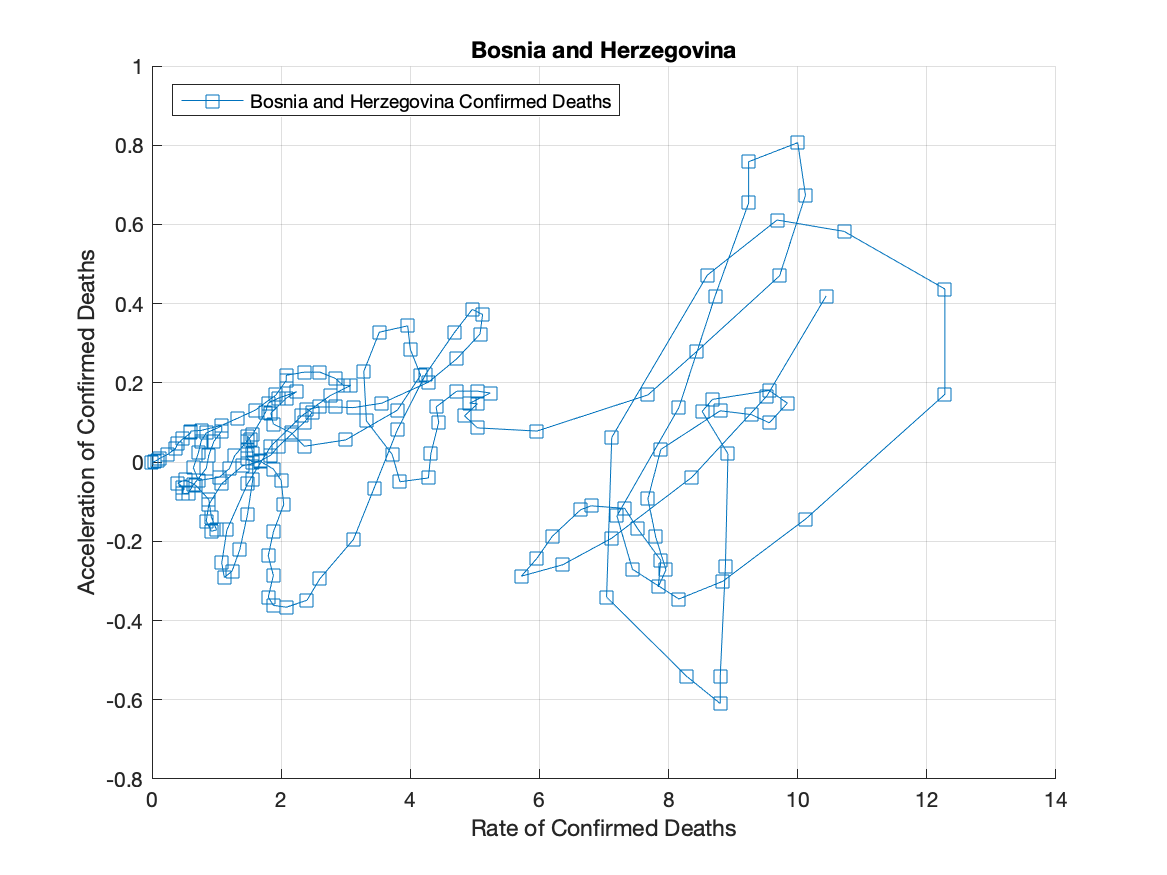 Bosnia and Herzegovina
Bosnia and Herzegovina Confirmed Deaths
1
0.8
0.6
0.4
0.2
0
-0.2
-0.4
-0.6
-0.8
Acceleration of Confirmed Deaths
0 2 4 6 8 10 12 14
Rate of Confirmed Deaths